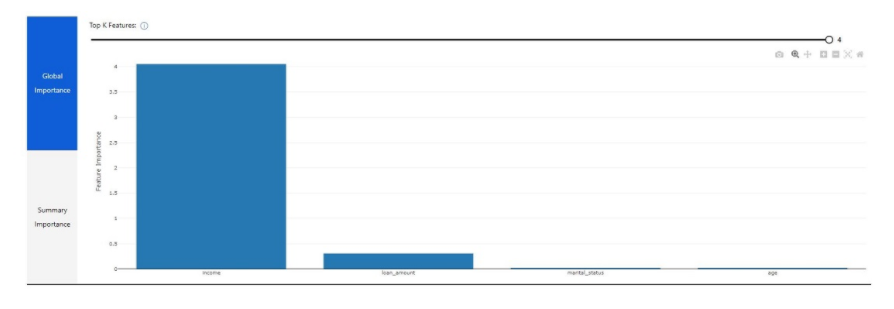 Top K Features:
4
Global
Importance
Summary
Importance
Feature Importance
4
3.5
3
2.5
2
1.5
1
0.5
0
income
loan_amount
marital_status
age